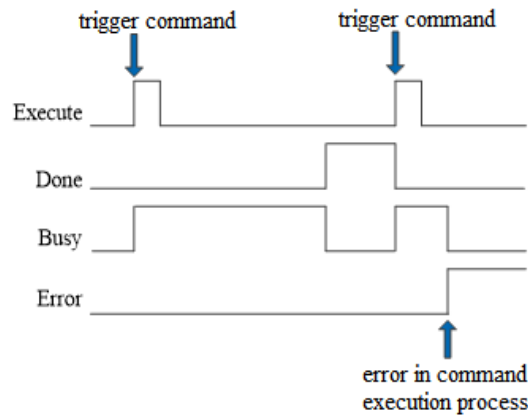 trigger command
trigger command
Execute
Done
Busy
Error
error in command
execution process